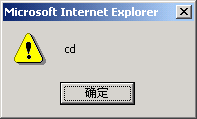 Microsoft Internet Explorer
cd
确定